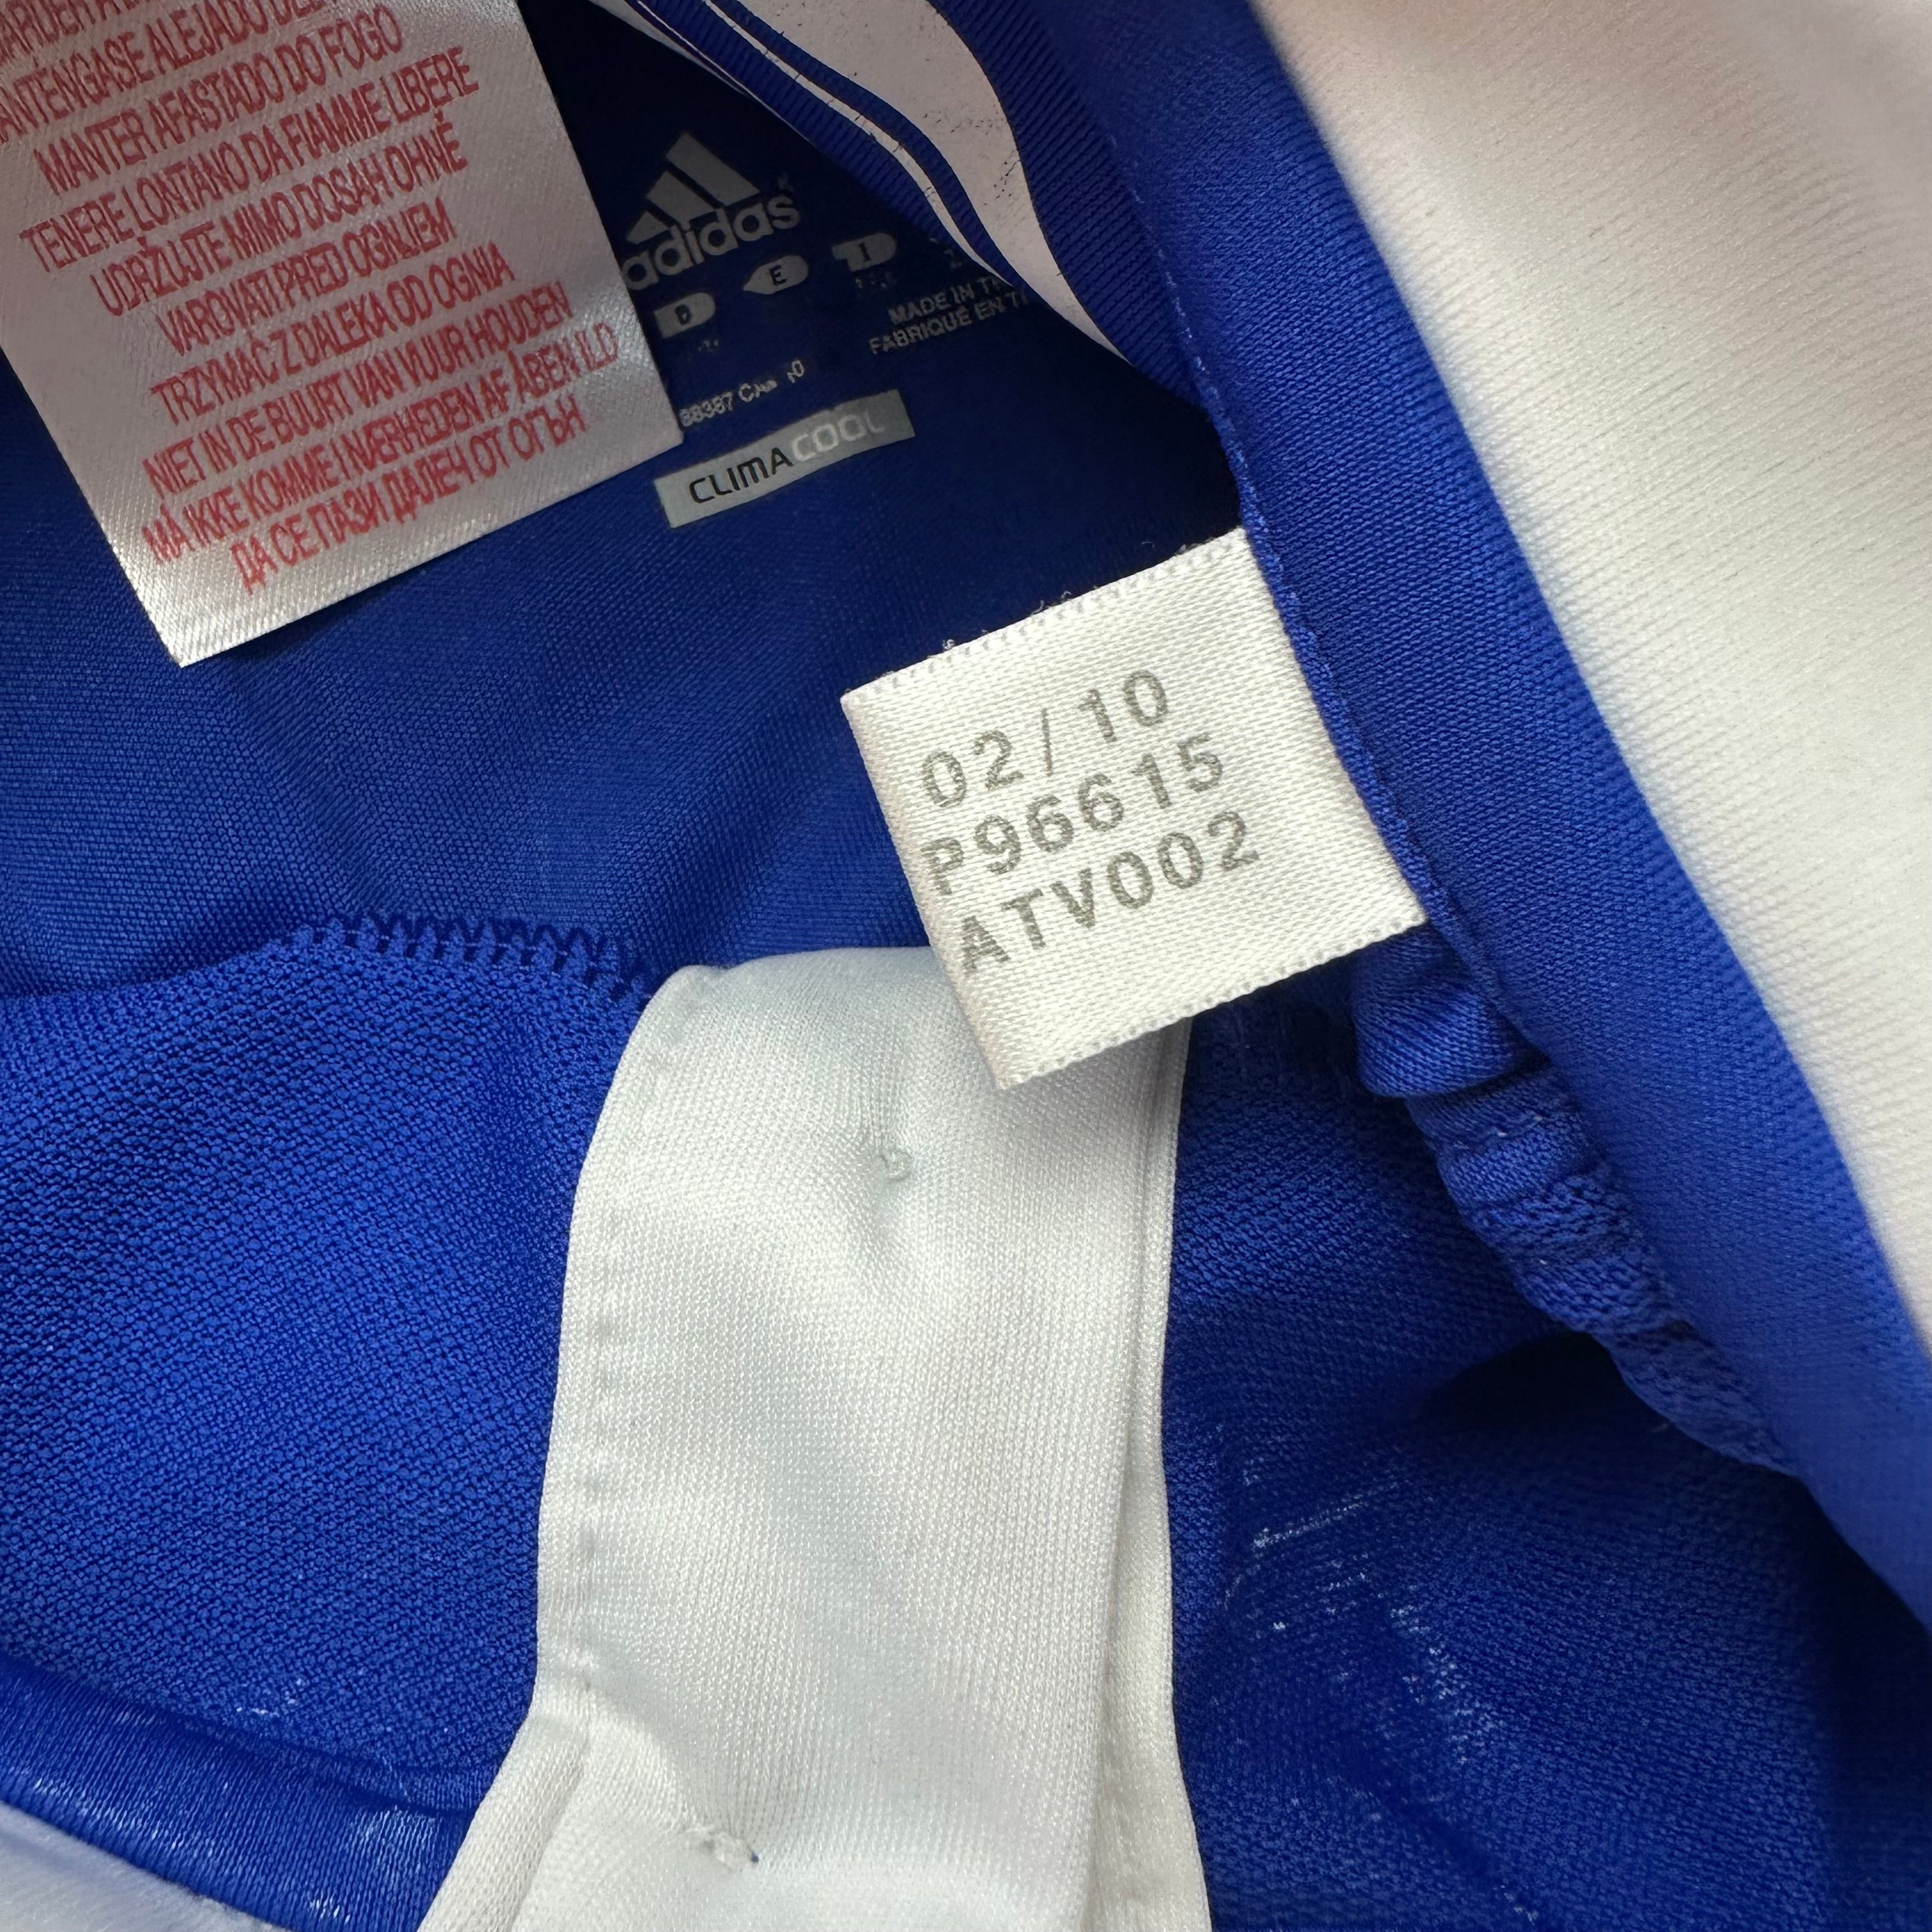 MANTÉNGASE ALEJADO DEL
MANTER AFASTADO DO FOGO
TENERE LONTANO DA FIAMME LIBERE
UDRŽUJTE MIMO DOSAH OHNĚ
VAROVATI PRED OGNJEM
TRZYMAĆ Z DALEKA OD OGNIA
NIET IN DE BUURT VAN VUUR HOUDEN
MÅ IKKE KOMME I NÆRHEDEN AF ÅBEN ILD
ДА СЕ ПАЗИ ДАЛЕЧ ОТ ОГЪН
adidas
D E I
MADE IN
FABRIQUÉ EN
88387
CLIMACOOL
02/10
P96615
ATV002